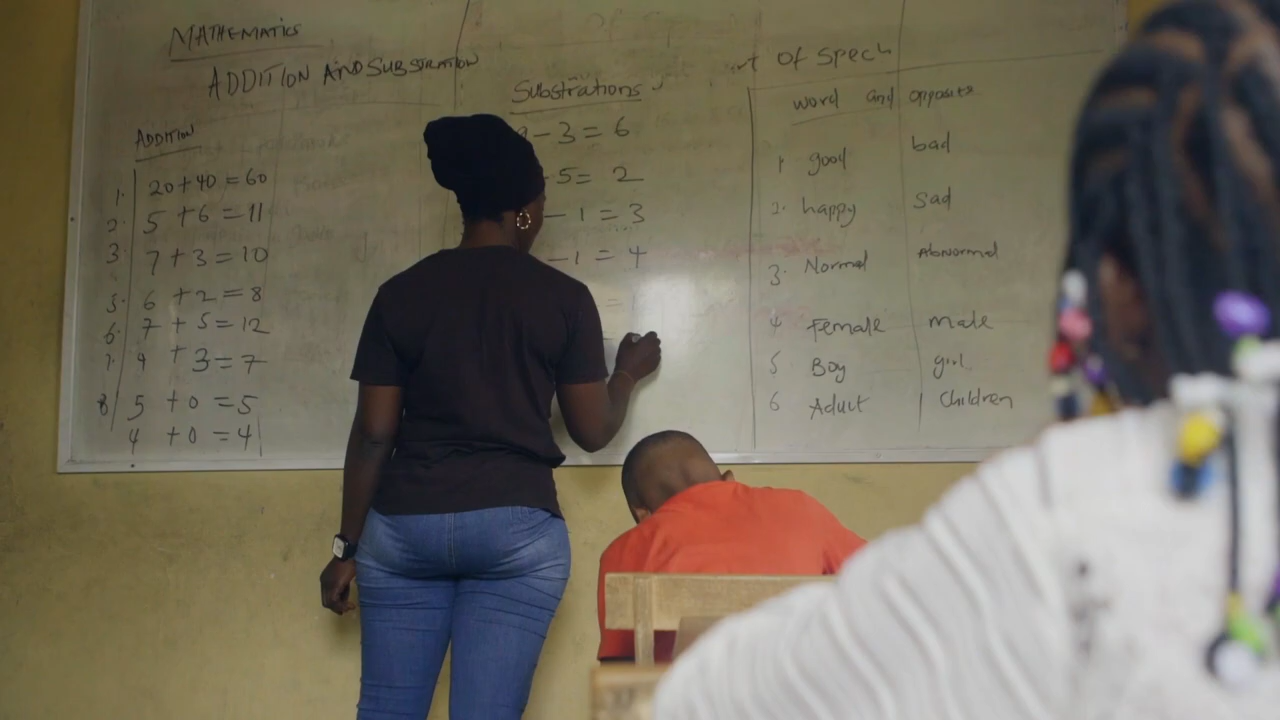 MATHEMATICS
ADDITION AND SUBSTRATION
ADDITION
1. 20+40=60
2. 5+6=11
3. 7+3=10
5. 6+2=8
6. 7+5=12
7. 4+3=7
8 5+0=5
4+0=4
Substrations
-3=6
-5=2
-1=3
-1=4
=
OF Spech
word and opposite
1 good bad
2. happy sad
3. Normal Abnormal
4 Female male
5 Boy girl
6 Aduct children